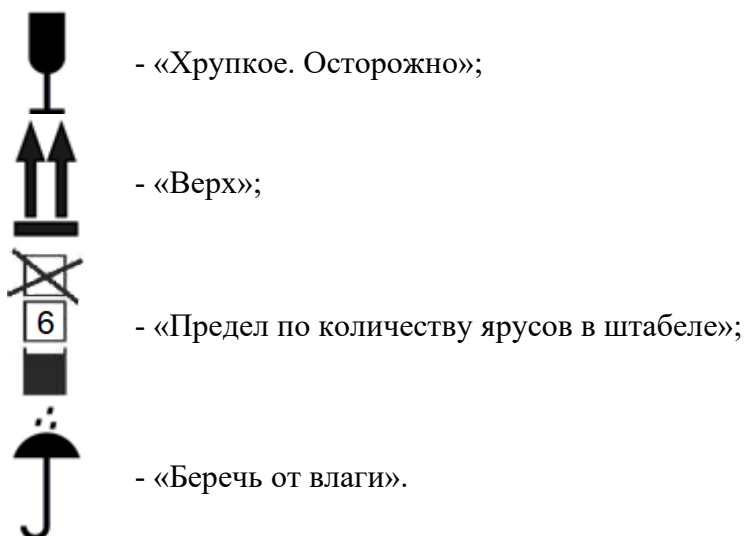 - «Хрупкое. Осторожно»;
- «Верх»;
6
- «Предел по количеству ярусов в штабеле»;
- «Беречь от влаги».